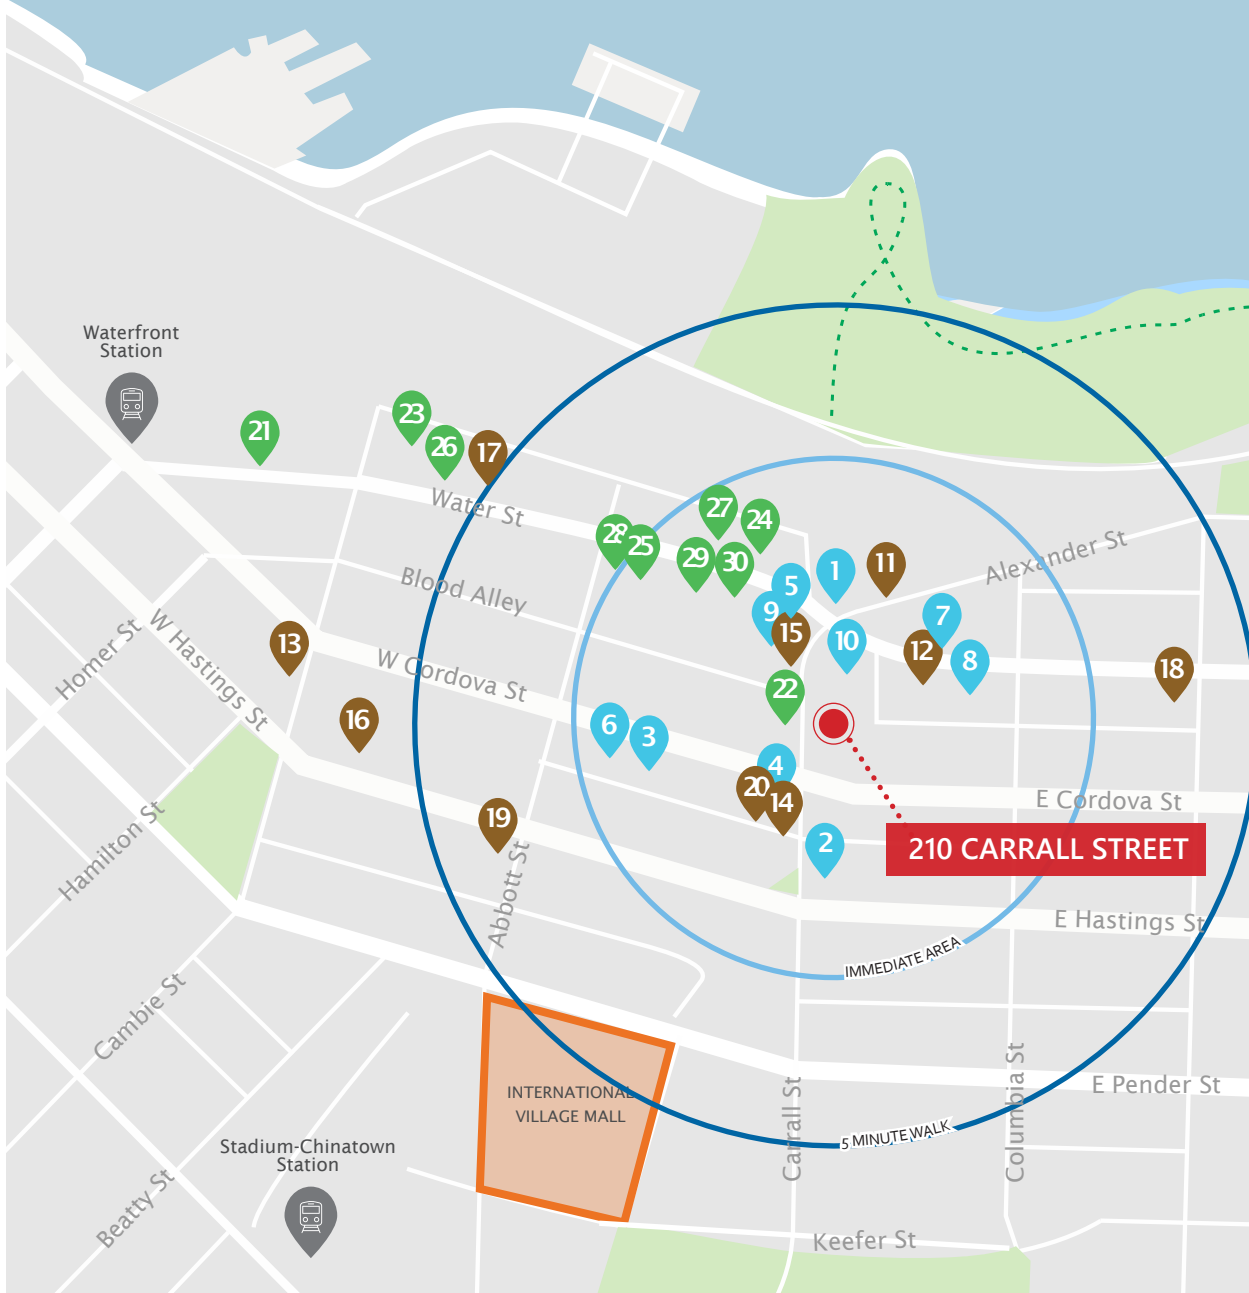 Waterfront
Station
21
23
26
17
Water St
28
25
27
24
29
30
5
1
11
Alexander St
9
15
10
7
12
8
18
Blood Alley
W Cordova St
W Hastings St
Homer St
13
16
22
6
3
4
20
14
2
19
E Cordova St
210 CARRALL STREET
Hamilton St
Abbott St
E Hastings St
IMMEDIATE AREA
Cambie St
INTERNATIONAL
VILLAGE MALL
Carrall St
Columbia St
E Pender St
5 MINUTE WALK
Stadium-Chinatown
Station
Beatty St
Keefer St